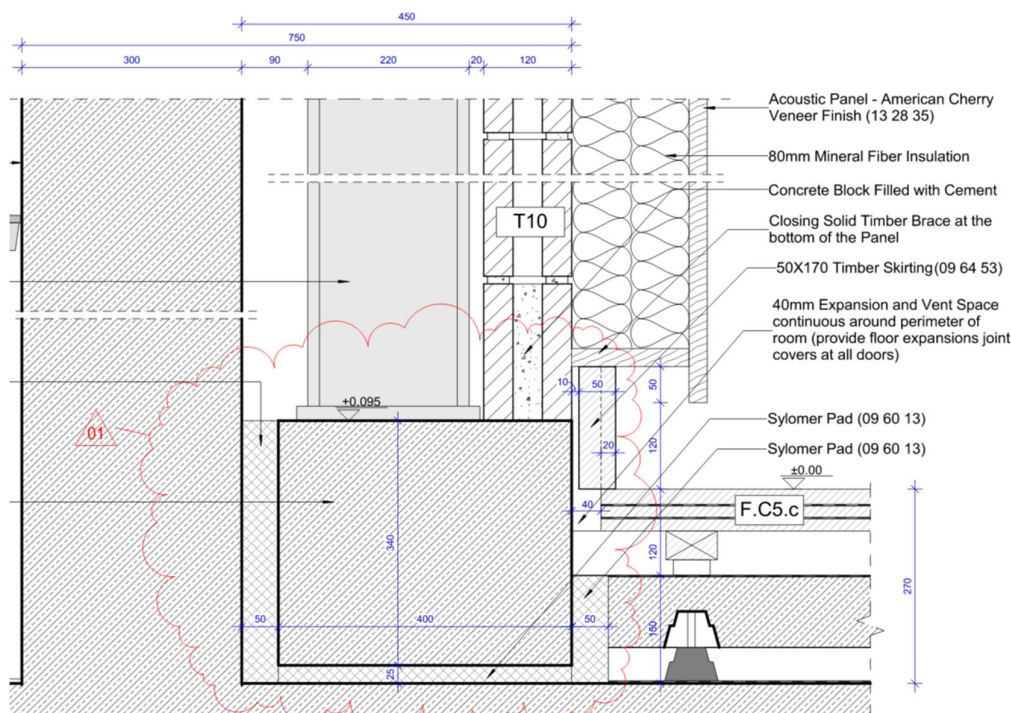 450
750
300
90
220
20
120
Acoustic Panel - American Cherry
Veneer Finish (13 28 35)
80mm Mineral Fiber Insulation
Concrete Block Filled with Cement
T10
Closing Solid Timber Brace at the
bottom of the Panel
50X170 Timber Skirting(09 64 53)
40mm Expansion and Vent Space
continuous around perimeter of
room (provide floor expansions joint
covers at all doors)
10
50
50
+0.095
01
20
120
Sylomer Pad (09 60 13)
Sylomer Pad (09 60 13)
±0.00
F.C5.c
40
340
120
270
50
400
50
150
25